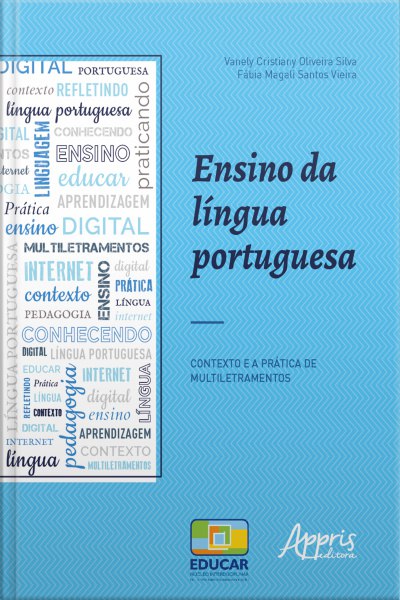 Vanely Cristiany Oliveira Silva
Fábia Magali Santos Vieira
Ensino da
língua
portuguesa
CONTEXTO E A PRÁTICA DE
MULTILETRAMENTOS
DIGITAL PORTUGUESA
contexto REFLETINDO
língua portuguesa
praticando
LINGUAGEM
CONHECENDO
ENSINO
educar
APRENDIZAGEM
Prática
ensino DIGITAL
MULTILETRAMENTOS
INTERNET
ENSINO
digital
PRÁTICA
contexto
LÍNGUA
PEDAGOGIA
internet
LÍNGUA PORTUGUESA
CONHECENDO
DIGITAL LÍNGUA PORTUGUESA
EDUCAR
pedagogia
INTERNET
LÍNGUA
REFLETINDO
Prática
digital
LÍNGUA
CONTEXTO
ensino
DIGITAL
APRENDIZAGEM
INTERNET
CONTEXTO
língua
MULTILETRAMENTOS
EDUCAR
NÚCLEO INTERDISCIPLINAR
Appris
editora